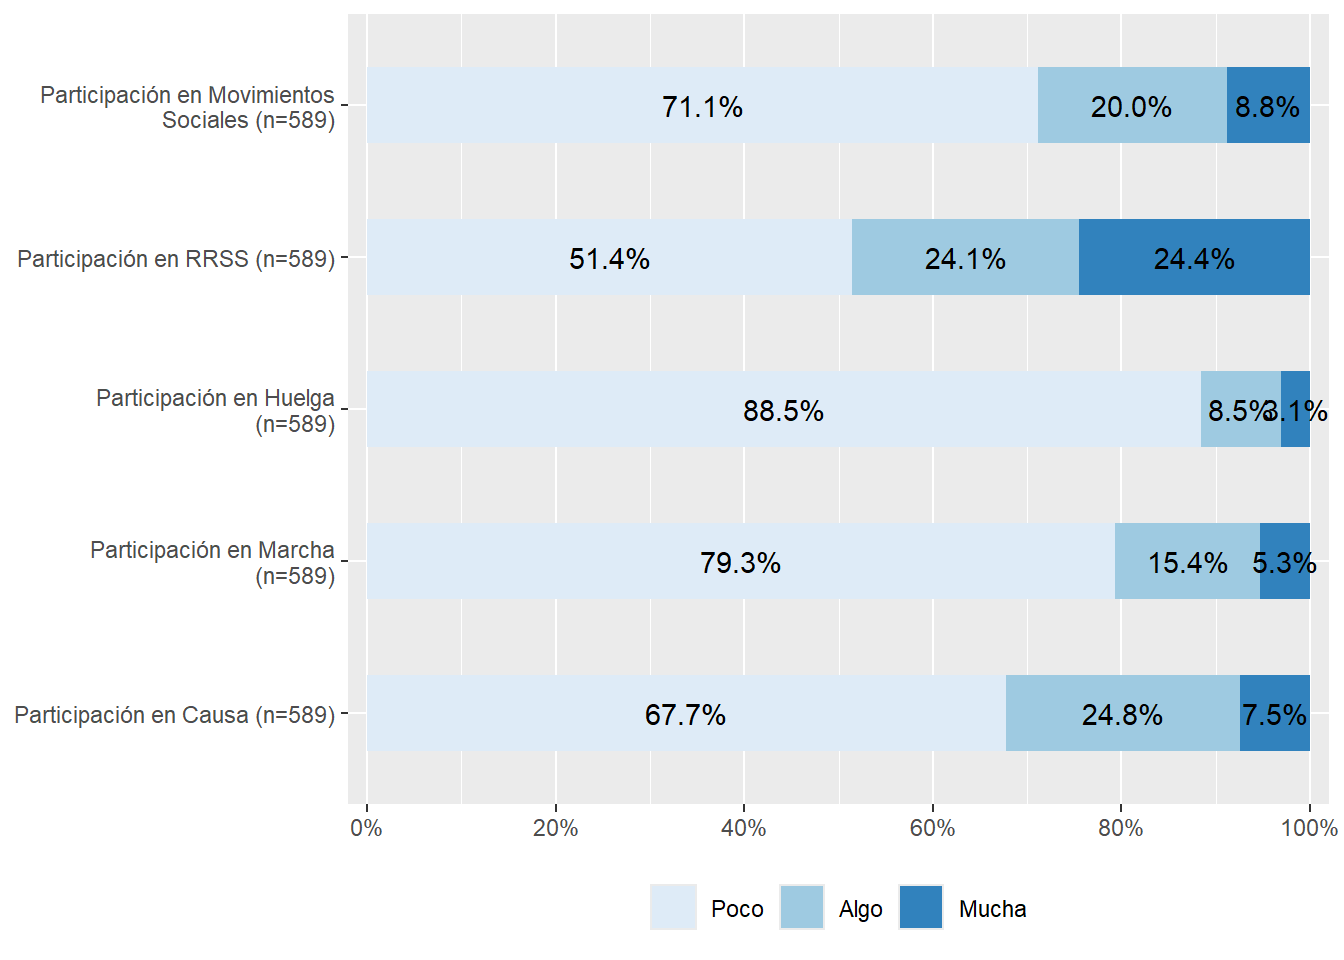 Participación en Movimientos
Sociales (n=589)
71.1% 20.0% 8.8%
Participación en RRSS (n=589)
51.4% 24.1% 24.4%
Participación en Huelga
(n=589)
88.5% 8.5% 3.1%
Participación en Marcha
(n=589)
79.3% 15.4% 5.3%
Participación en Causa (n=589)
67.7% 24.8% 7.5%
0% 20% 40% 60% 80% 100%
Poco Algo Mucha